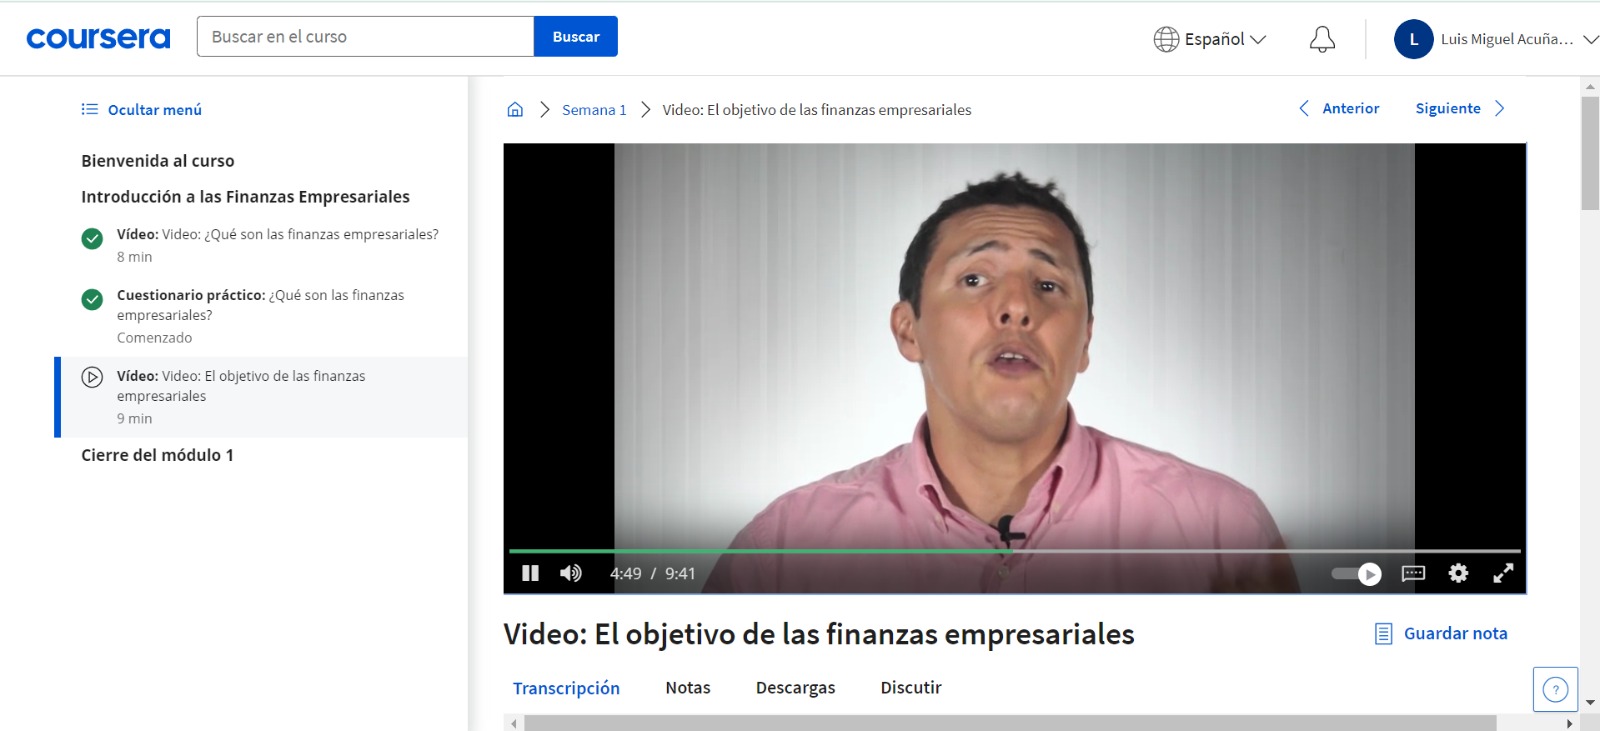 coursera
Buscar en el curso
Buscar
Español
L
Luis Miguel Acuña...
Ocultar menú
Bienvenida al curso
Introducción a las Finanzas Empresariales
Vídeo: Video: ¿Qué son las finanzas empresariales?
8 min
Cuestionario práctico: ¿Qué son las finanzas
empresariales?
Comenzado
Vídeo: Video: El objetivo de las finanzas
empresariales
9 min
Cierre del módulo 1
Semana 1
Video: El objetivo de las finanzas empresariales
Anterior
Siguiente
4:49 / 9:41
Video: El objetivo de las finanzas empresariales
Guardar nota
Transcripción
Notas
Descargas
Discutir
?